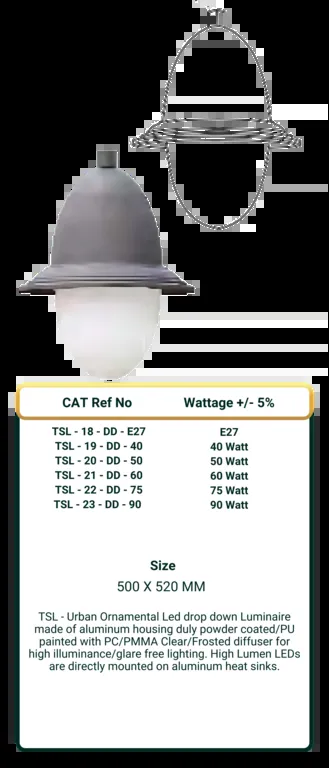 CAT Ref No Wattage +/- 5%
TSL - 18 - DD - E27 E27
TSL - 19 - DD - 40 40 Watt
TSL - 20 - DD - 50 50 Watt
TSL - 21 - DD - 60 60 Watt
TSL - 22 - DD - 75 75 Watt
TSL - 23 - DD - 90 90 Watt
Size
500 X 520 MM
TSL - Urban Ornamental Led drop down Luminaire
made of aluminum housing duly powder coated/PU
painted with PC/PMMA Clear/Frosted diffuser for
high illuminance/glare free lighting. High Lumen LEDs
are directly mounted on aluminum heat sinks.